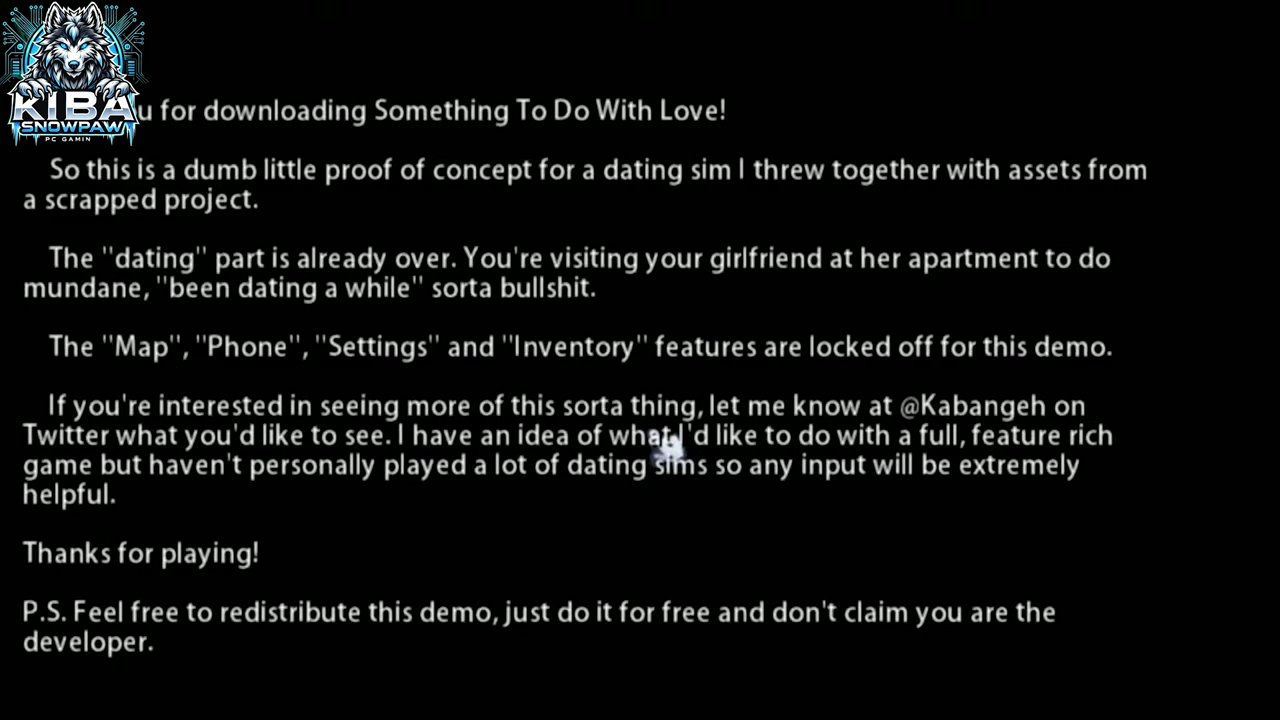 KIBA
SNOWPAW
PC GAMIN
u for downloading Something To Do With Love!
So this is a dumb little proof of concept for a dating sim I threw together with assets from
a scrapped project.
The "dating" part is already over. You're visiting your girlfriend at her apartment to do
mundane, "been dating a while" sorta bullshit.
The "Map", "Phone", "Settings" and "Inventory" features are locked off for this demo.
If you're interested in seeing more of this sorta thing, let me know at @Kabangeh on
Twitter what you'd like to see. I have an idea of what I'd like to do with a full, feature rich
game but haven't personally played a lot of dating sims so any input will be extremely
helpful.
Thanks for playing!
P.S. Feel free to redistribute this demo, just do it for free and don't claim you are the
developer.